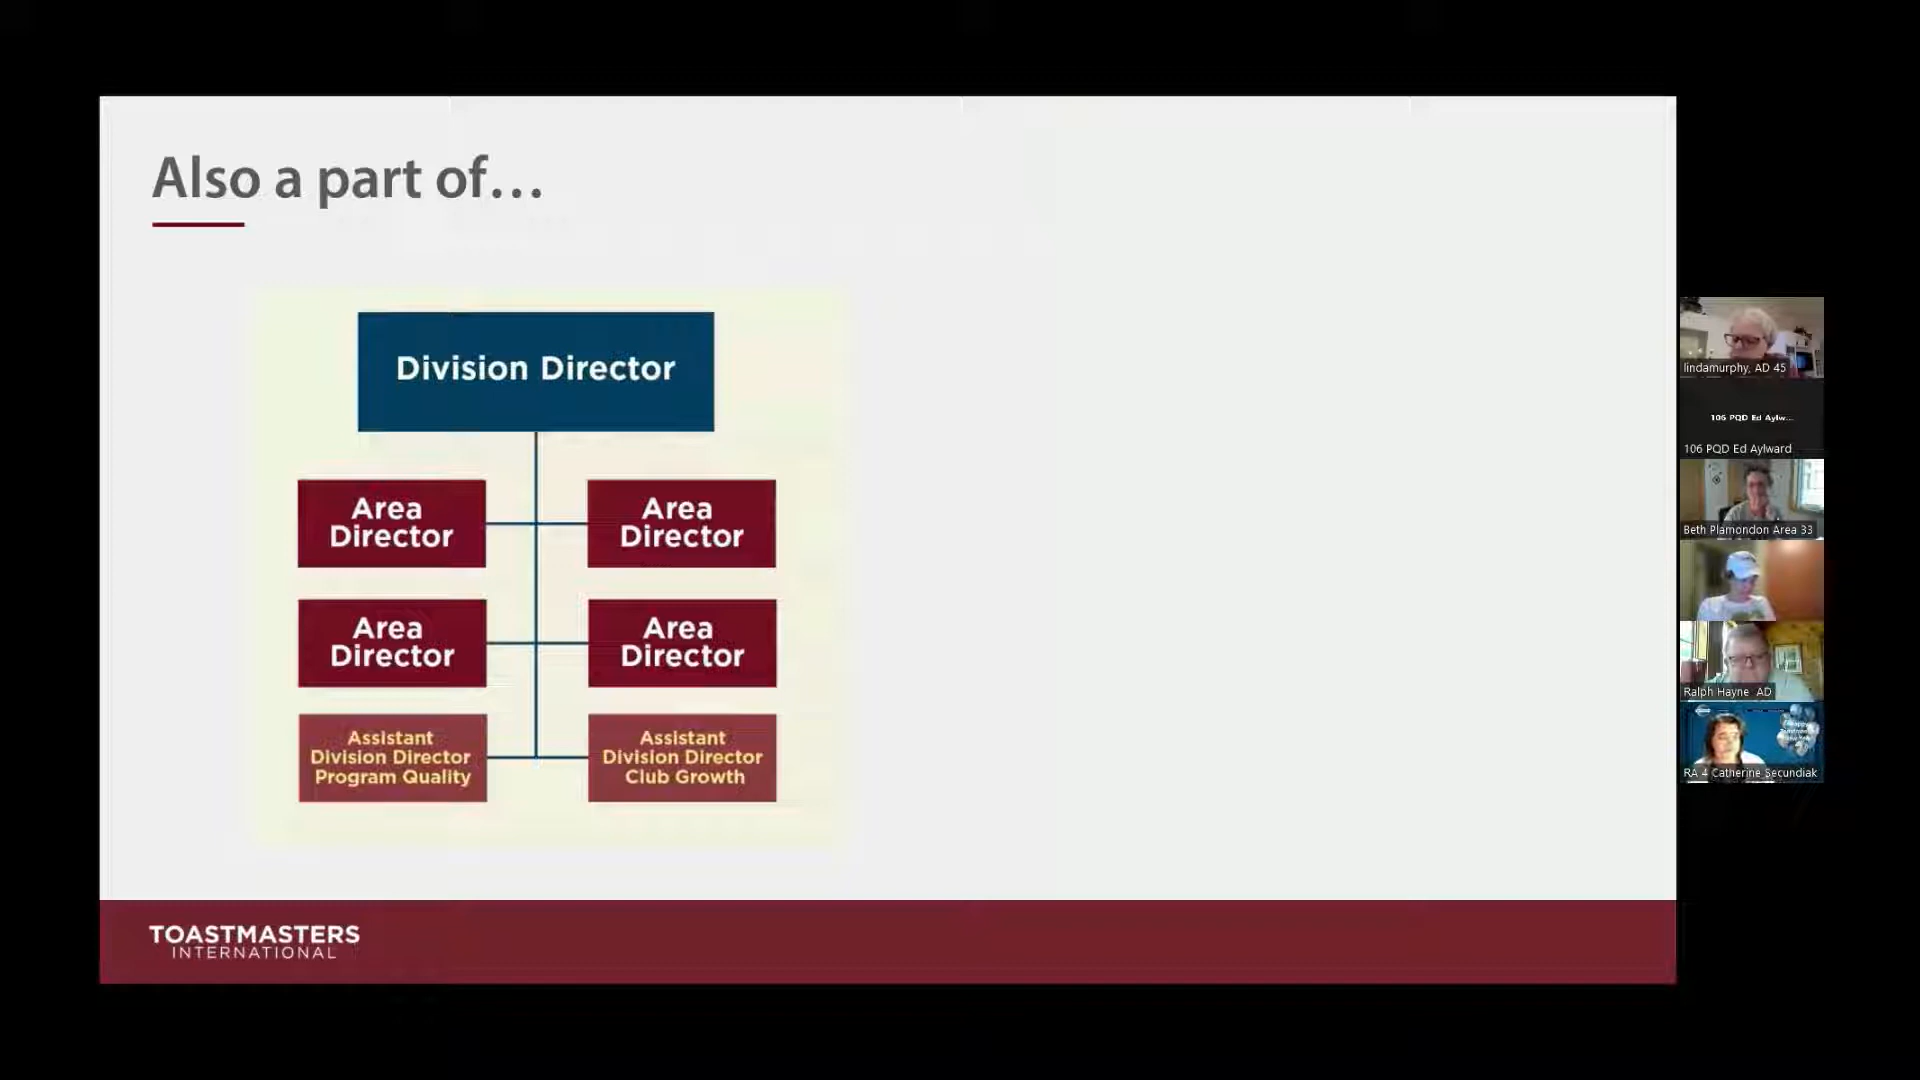 Also a part of...
Division Director
Area
Director
Area
Director
Area
Director
Area
Director
Assistant
Division Director
Program Quality
Assistant
Division Director
Club Growth
TOASTMASTERS
INTERNATIONAL
lindamurphy, AD 45
106 PQD Ed Aylw...
106 PQD Ed Aylward
Beth Plamondon Area 33
Ralph Hayne AD
RA 4 Catherine Secundiak